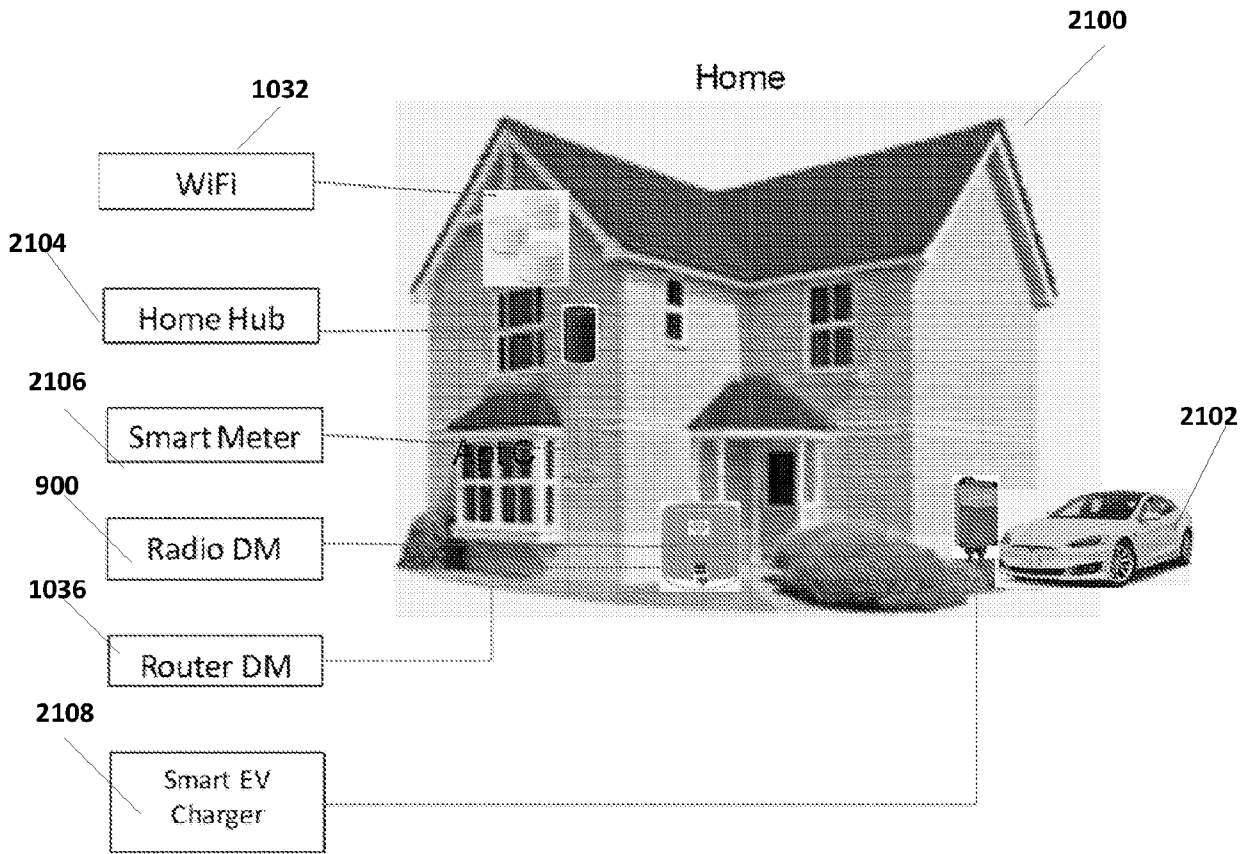 2100
Home
1032
WiFi
2104
Home Hub
2106
Smart Meter
2102
900
Radio DM
1036
Router DM
2108
Smart EV
Charger